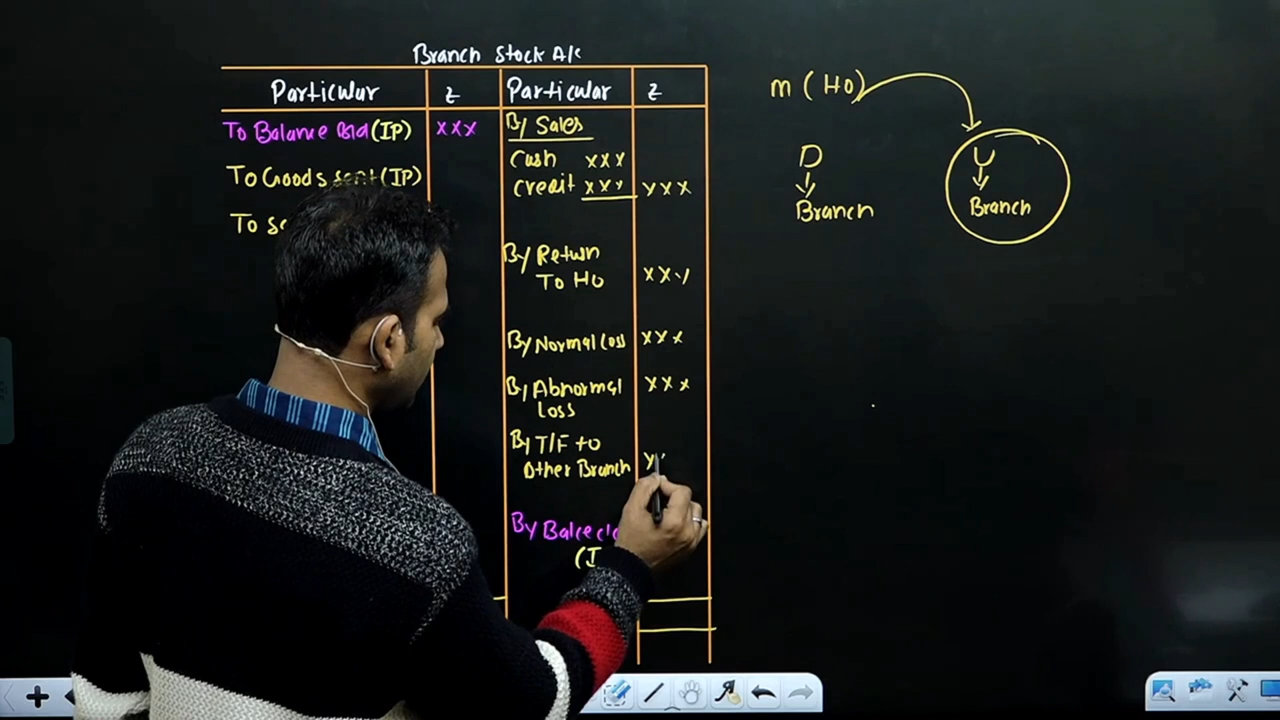 Branch Stock A/c
Particular z Particular z
To Balance B/d (IP) xxx By Sales
Cash xxx
To Goods sent (IP)
Credit xxx xxx
To
By Return
To Ho xxx
By Normal Loss xxx
By Abnormal xxx
Loss
By T/F to
Other Branch
By
(I
m (Ho)
D
Branch
U
Branch